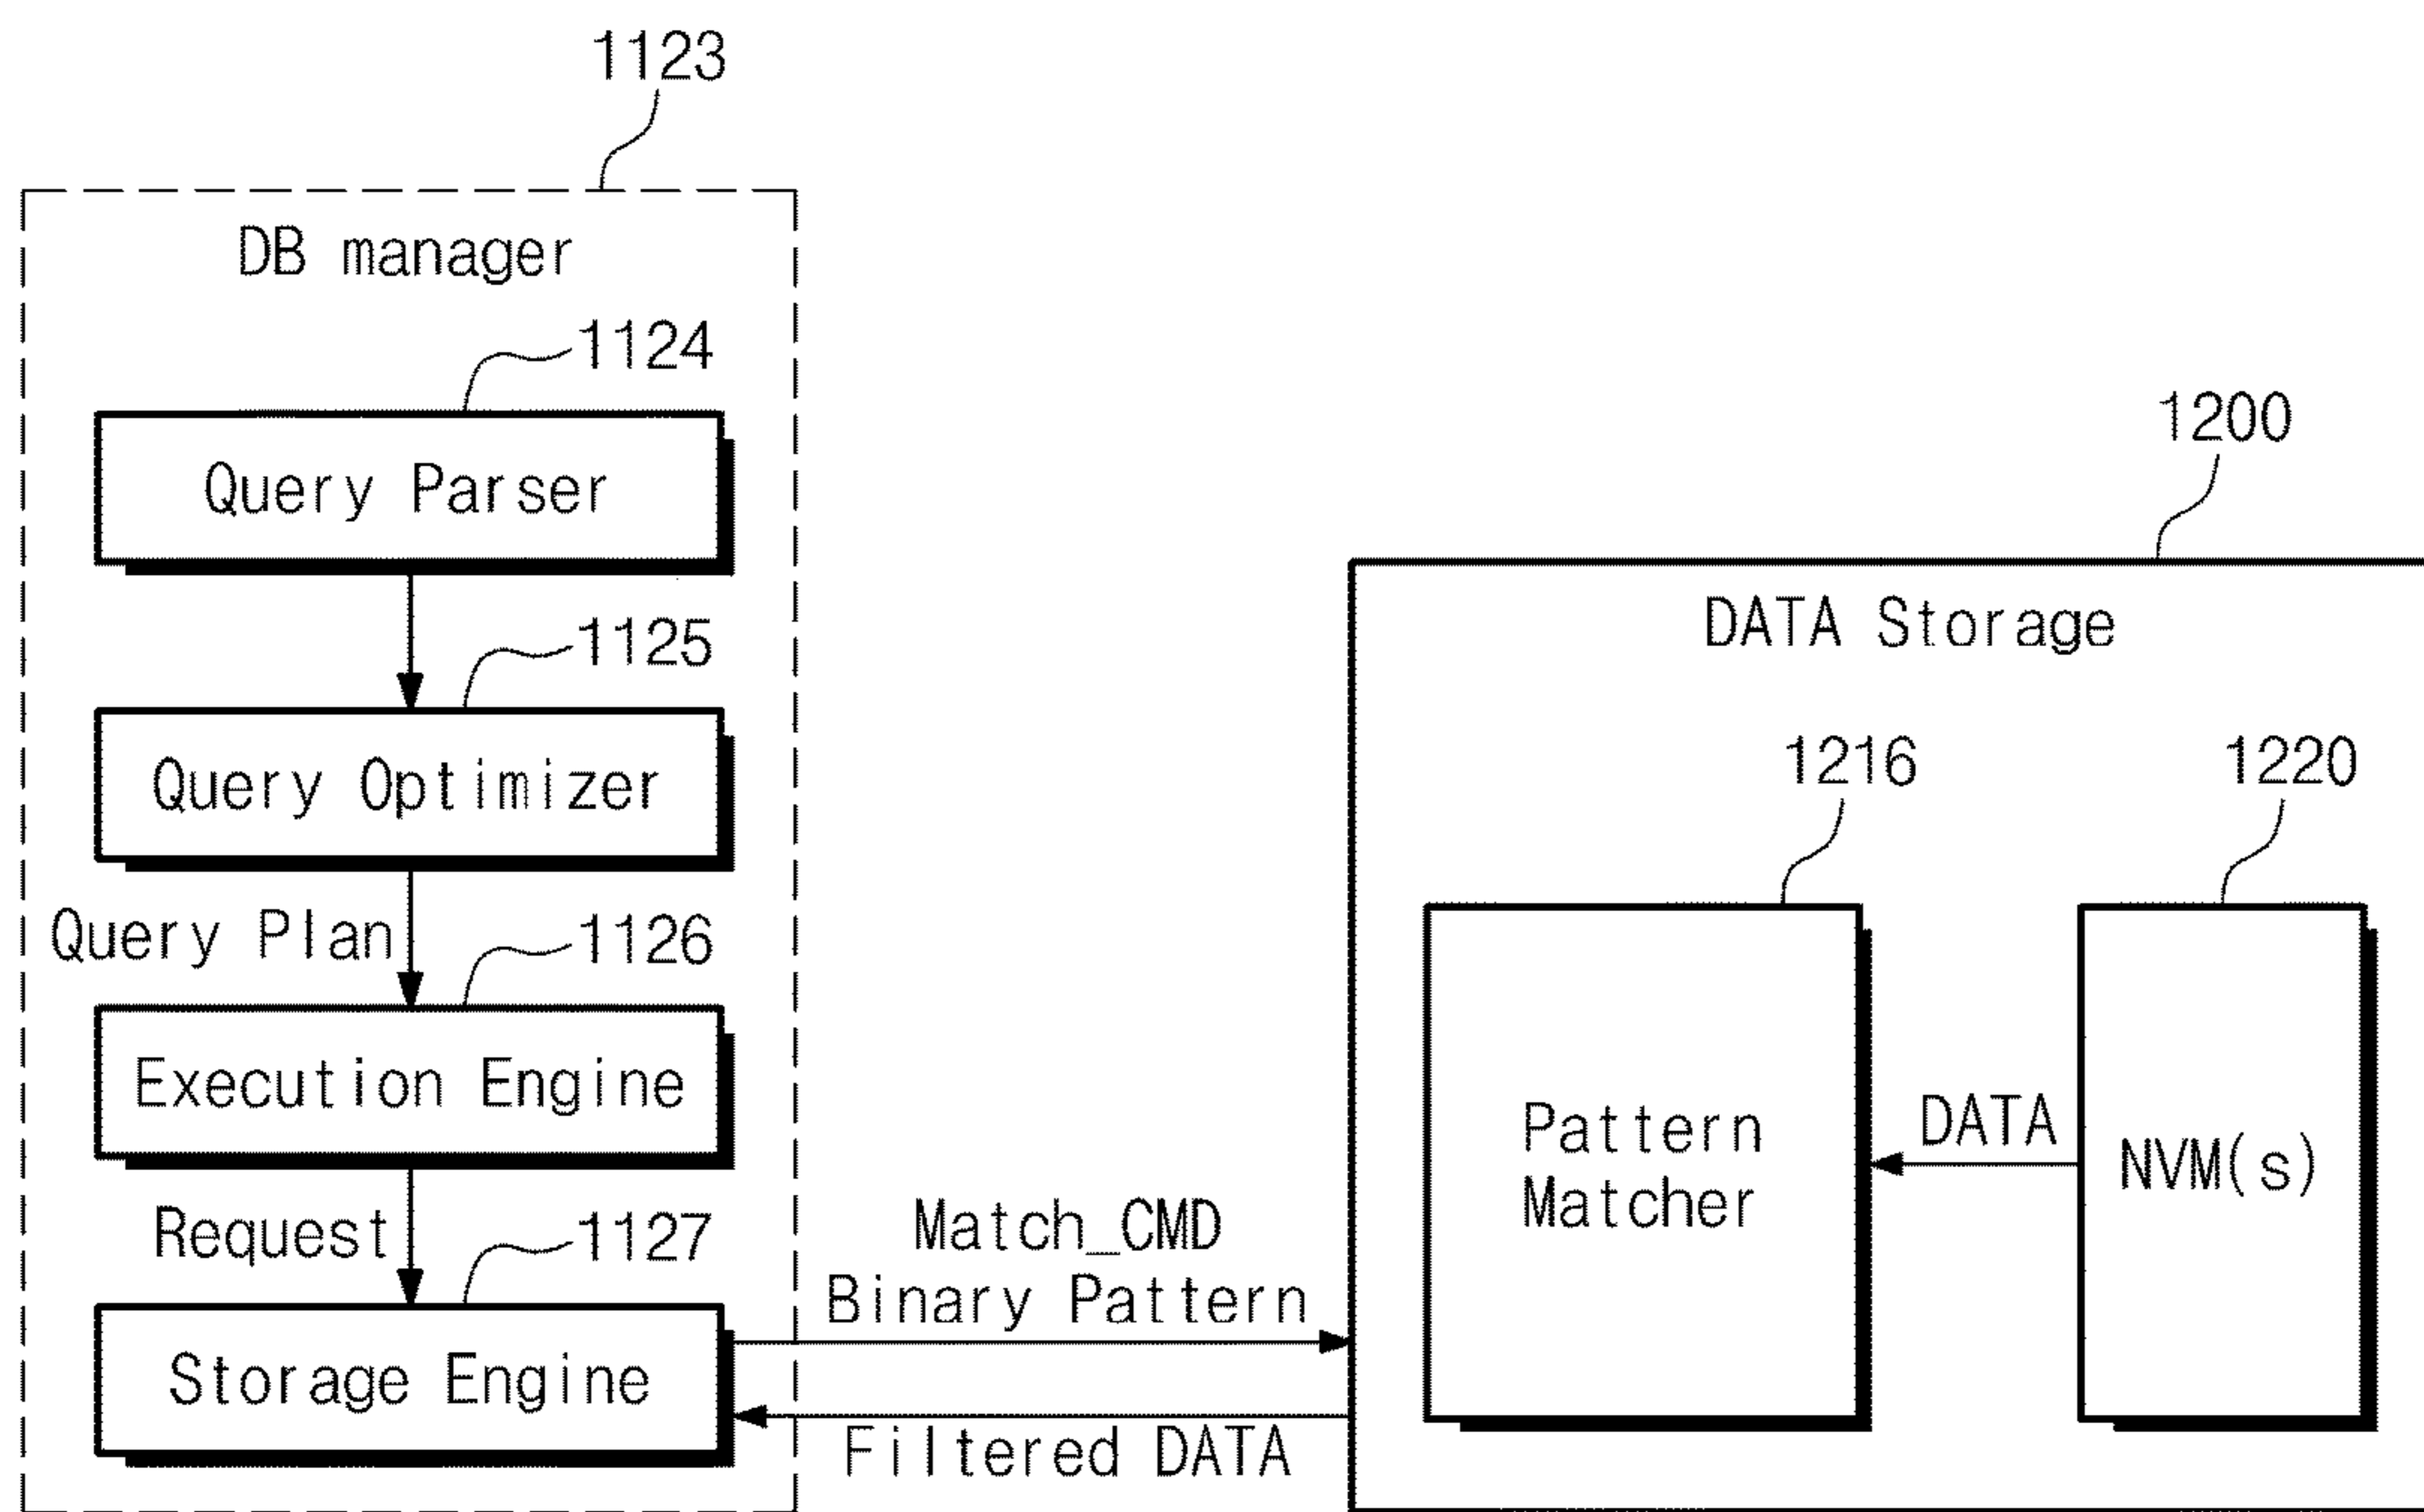 1123
DB manager
1124
Query Parser
1125
Query Optimizer
Query Plan
1126
Execution Engine
Request
1127
Storage Engine
Match_CMD
Binary Pattern
Filtered DATA
1200
DATA Storage
1216
1220
Pattern
Matcher
DATA
NVM(s)